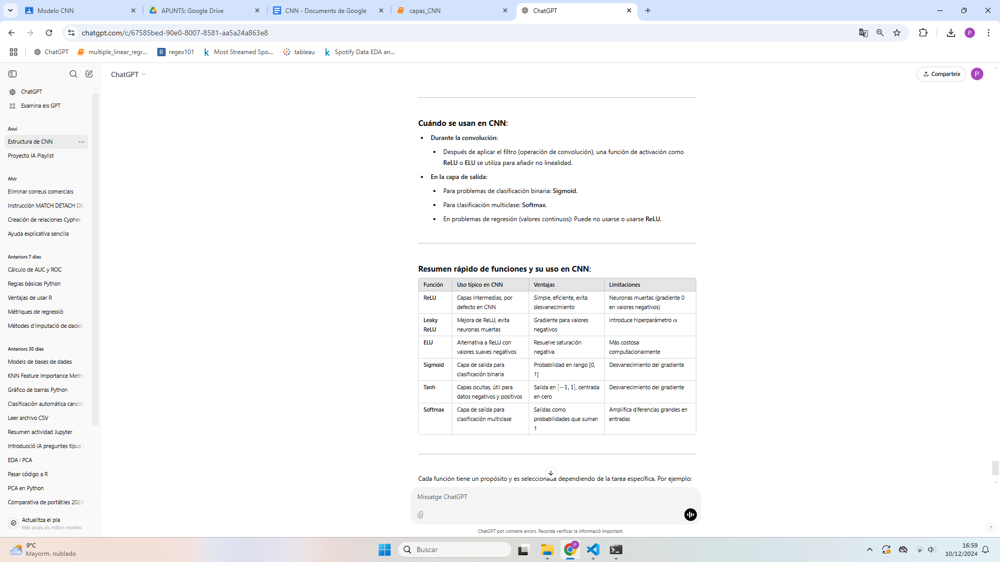 Modelo CNN
APUNTS: Google Drive
CNN - Documents de Google
capas_CNN
ChatGPT
chatgpt.com/c/67585bed-90e0-8007-8581-aa5a24a863e8
P
ChatGPT
multiple_linear_regr...
R regex101
k Most Streamed Spo...
tableau
k Spotify Data EDA an...
ChatGPT
Comparteix
P
ChatGPT
Examina els GPT
Avui
Estructura de CNN
Proyecto IA Playlist
Ahir
Eliminar correus comercials
Instrucción MATCH DETACH DE
Creación de relaciones Cypher
Ayuda explicativa sencilla
Anteriors 7 dies
Cálculo de AUC y ROC
Reglas básicas Python
Ventajas de usar R
Mètriques de regressió
Mètodes d'imputació de dades
Anteriors 30 dies
Models de bases de dades
KNN Feature Importance Metho
Gráfico de barras Python
Clasificación automática cancion
Leer archivo CSV
Resumen actividad Jupyter
Introducció IA preguntes tipus t
EDA i PCA
Pasar código a R
PCA en Python
Comparativa de portátiles 2023
Actualitza el pla
Més accés als millors models
Cuándo se usan en CNN:
• Durante la convolución:
• Después de aplicar el filtro (operación de convolución), una función de activación como
ReLU o ELU se utiliza para añadir no linealidad.
• En la capa de salida:
• Para problemas de clasificación binaria: Sigmoid.
• Para clasificación multiclase: Softmax.
• En problemas de regresión (valores continuos): Puede no usarse o usarse ReLU.
Resumen rápido de funciones y su uso en CNN:
Función Uso típico en CNN Ventajas Limitaciones
ReLU Capas intermedias, por Simple, eficiente, evita Neuronas muertas (gradiente 0
defecto en CNN desvanecimiento en valores negativos)
Leaky Mejora de ReLU, evita Gradiente para valores Introduce hiperparámetro α
ReLU neuronas muertas negativos
ELU Alternativa a ReLU con Resuelve saturación Más costosa
valores suaves negativos negativa computacionalmente
Sigmoid Capa de salida para Probabilidad en rango [0, Desvanecimiento del gradiente
clasificación binaria 1]
Tanh Capas ocultas, útil para Salida en [−1, 1], centrada Desvanecimiento del gradiente
datos negativos y positivos en cero
Softmax Capa de salida para Salidas como Amplifica diferencias grandes en
clasificación multiclase probabilidades que suman entradas
1
Cada función tiene un propósito y es seleccionada dependiendo de la tarea específica. Por ejemplo:
Missatge ChatGPT
ChatGPT pot cometre errors. Recorda verificar la informació important.
?
9°C
Mayorm. nublado
Buscar
P
16:59
10/12/2024